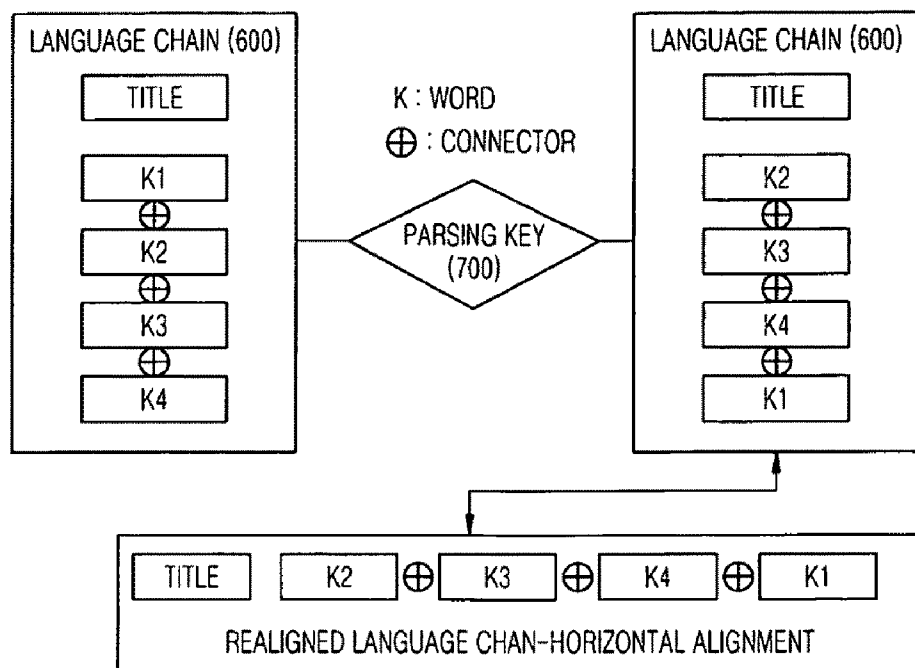 LANGUAGE CHAIN (600)
TITLE
K1
K2
K3
K4
K : WORD
⊕ : CONNECTOR
PARSING KEY
(700)
LANGUAGE CHAIN (600)
TITLE
K2
K3
K4
K1
TITLE K2 ⊕ K3 ⊕ K4 ⊕ K1
REALIGNED LANGUAGE CHAN-HORIZONTAL ALIGNMENT